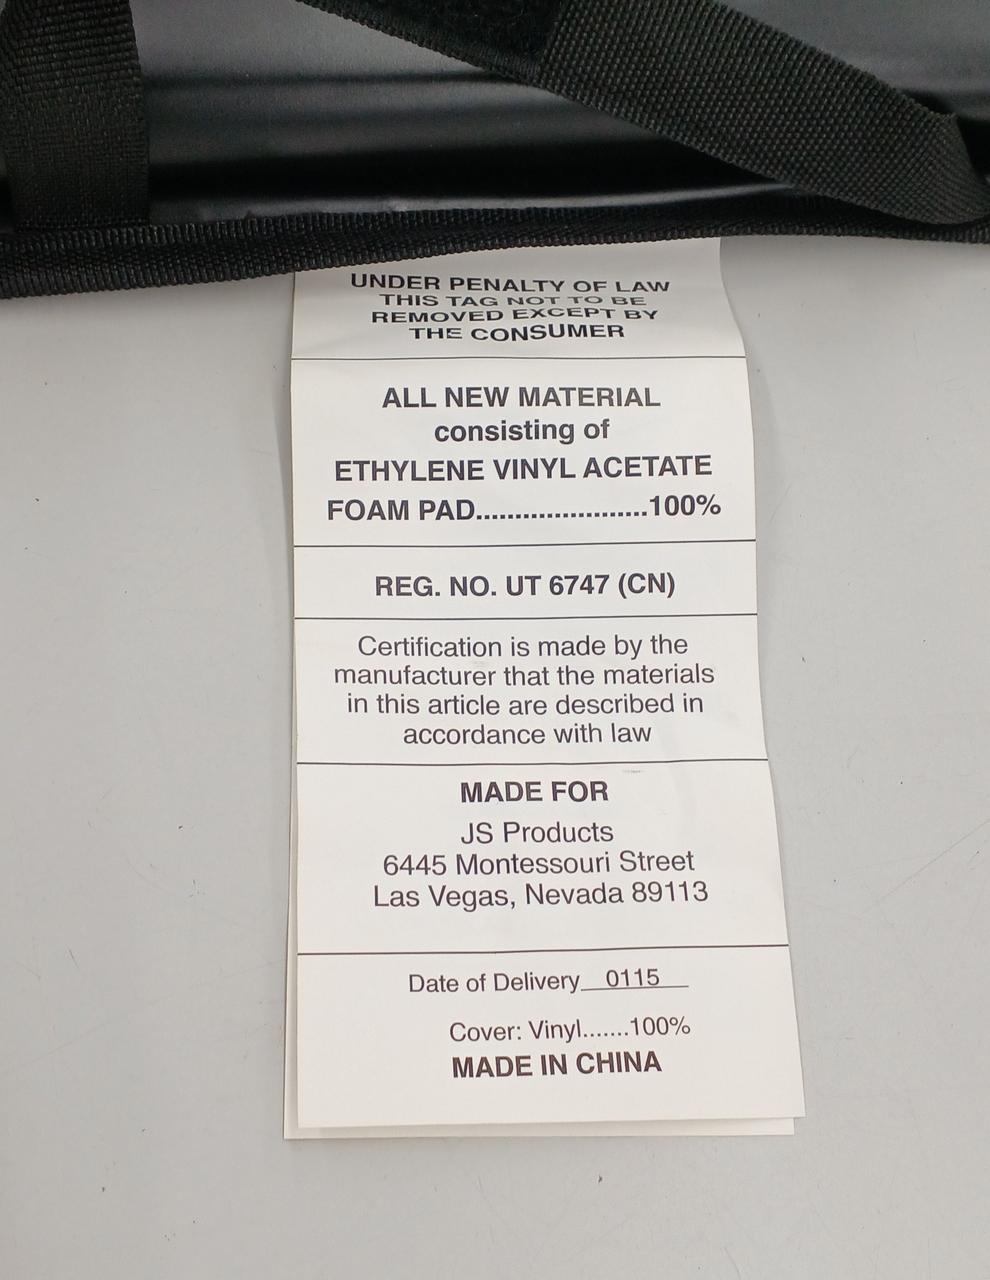 UNDER PENALTY OF LAW
THIS TAG NOT TO BE
REMOVED EXCEPT BY
THE CONSUMER
ALL NEW MATERIAL
consisting of
ETHYLENE VINYL ACETATE
FOAM PAD......................100%
REG. NO. UT 6747 (CN)
Certification is made by the
manufacturer that the materials
in this article are described in
accordance with law
MADE FOR
JS Products
6445 Montessouri Street
Las Vegas, Nevada 89113
Date of Delivery__0115__
Cover: Vinyl.......100%
MADE IN CHINA